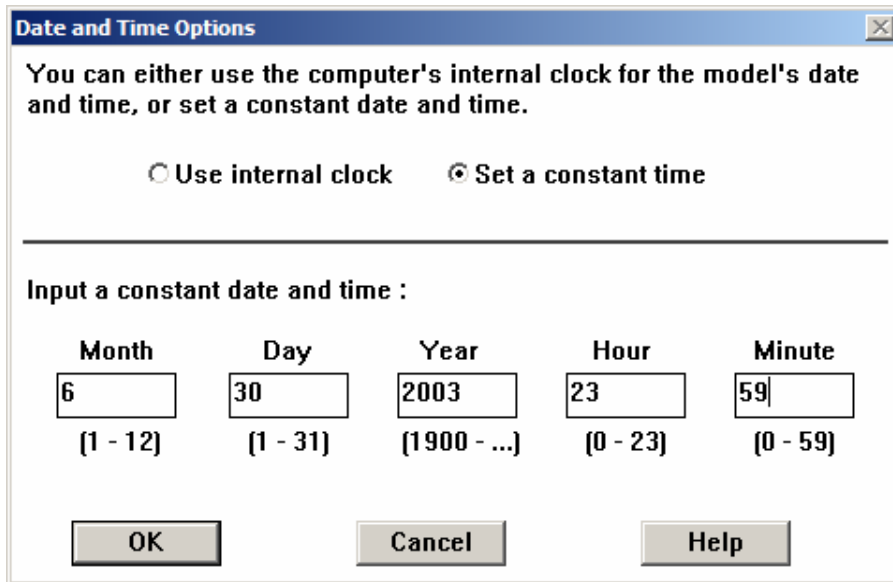 Date and Time Options
You can either use the computer's internal clock for the model's date
and time, or set a constant date and time.
Use internal clock Set a constant time
Input a constant date and time :
Month Day Year Hour Minute
6 30 2003 23 59
(1 - 12) (1 - 31) (1900 - ...) (0 - 23) (0 - 59)
OK Cancel Help